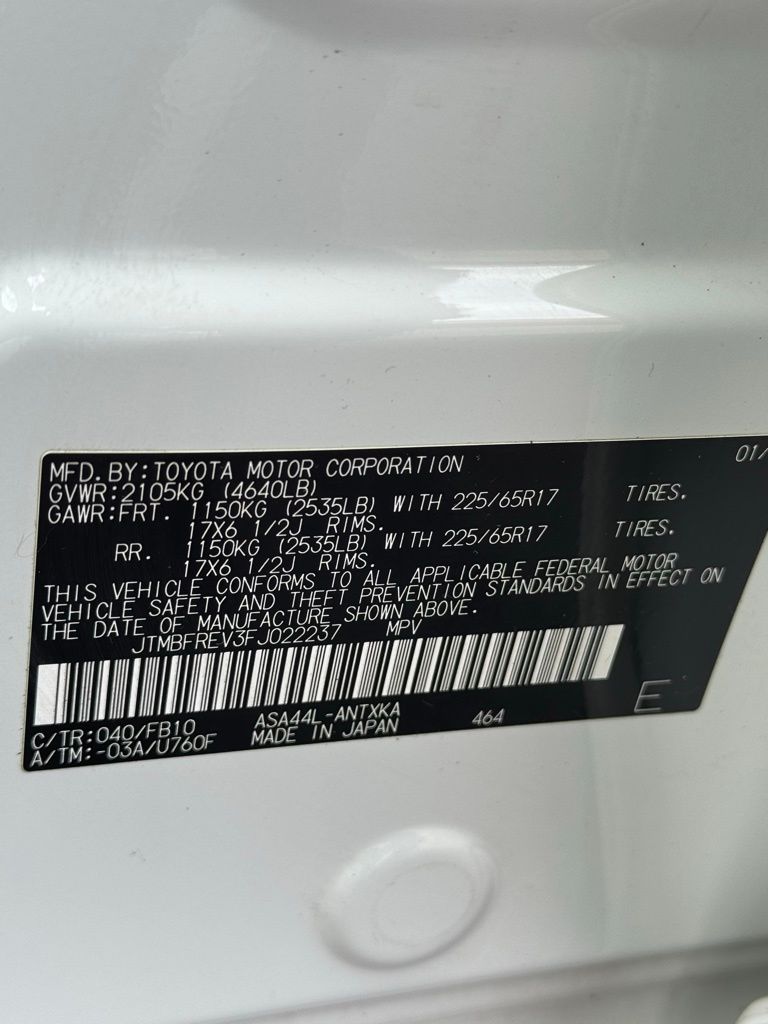 MFD. BY: TOYOTA MOTOR CORPORATION 01/
GVWR: 2105KG (4640LB)
GAWR: FRT. 1150KG (2535LB) WITH 225/65R17 TIRES.
17X6 1/2J RIMS.
RR. 1150KG (2535LB) WITH 225/65R17 TIRES.
17X6 1/2J RIMS.
THIS VEHICLE CONFORMS TO ALL APPLICABLE FEDERAL MOTOR
VEHICLE SAFETY AND THEFT PREVENTION STANDARDS IN EFFECT ON
THE DATE OF MANUFACTURE SHOWN ABOVE.
JTMBFREV3FJ022237 MPV
C/TR: 040/FB10 ASA44L-ANTXKA 464 E
A/TM: -03A/U760F MADE IN JAPAN